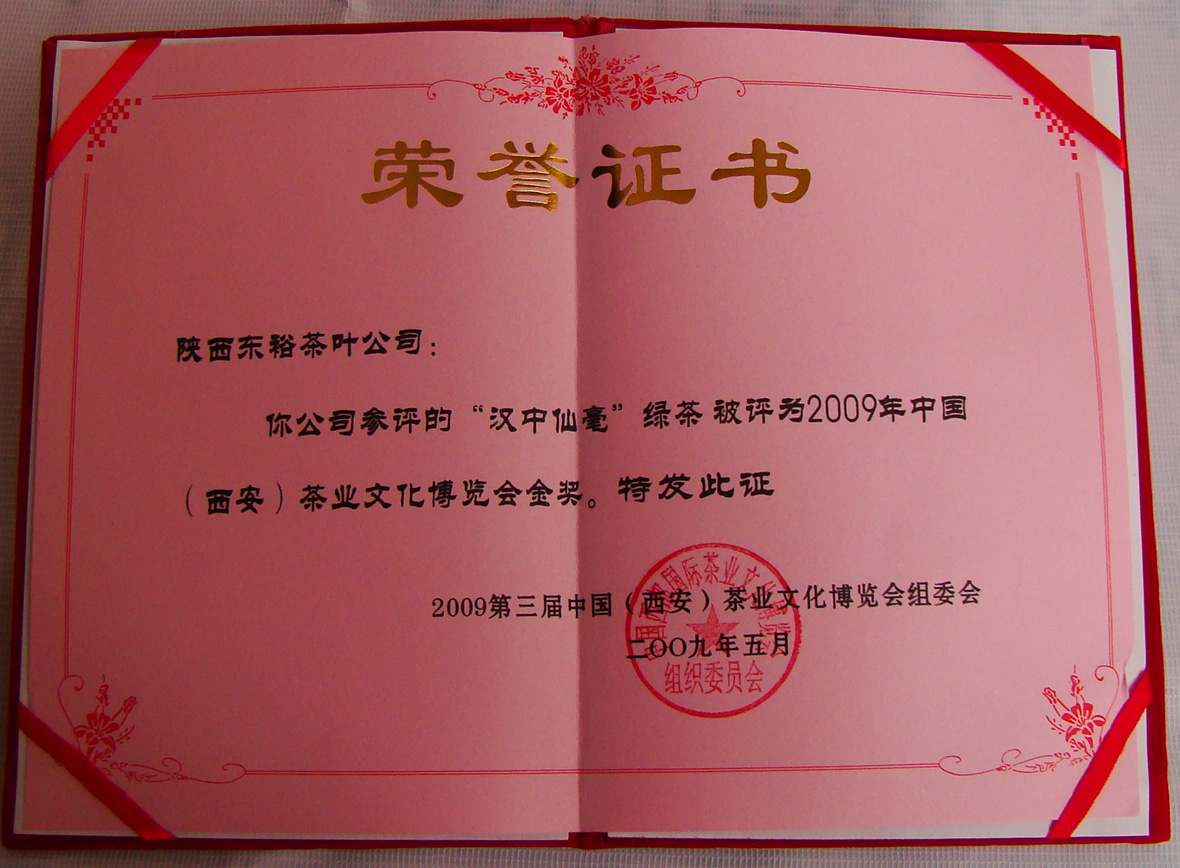 荣誉证书
陕西东裕茶叶公司：
你公司参评的“汉中仙毫”绿茶 被评为2009年中国
（西安）茶业文化博览会金奖。特发此证
2009第三届中国（西安）茶业文化博览会组委会
二〇〇九年五月
组织委员会